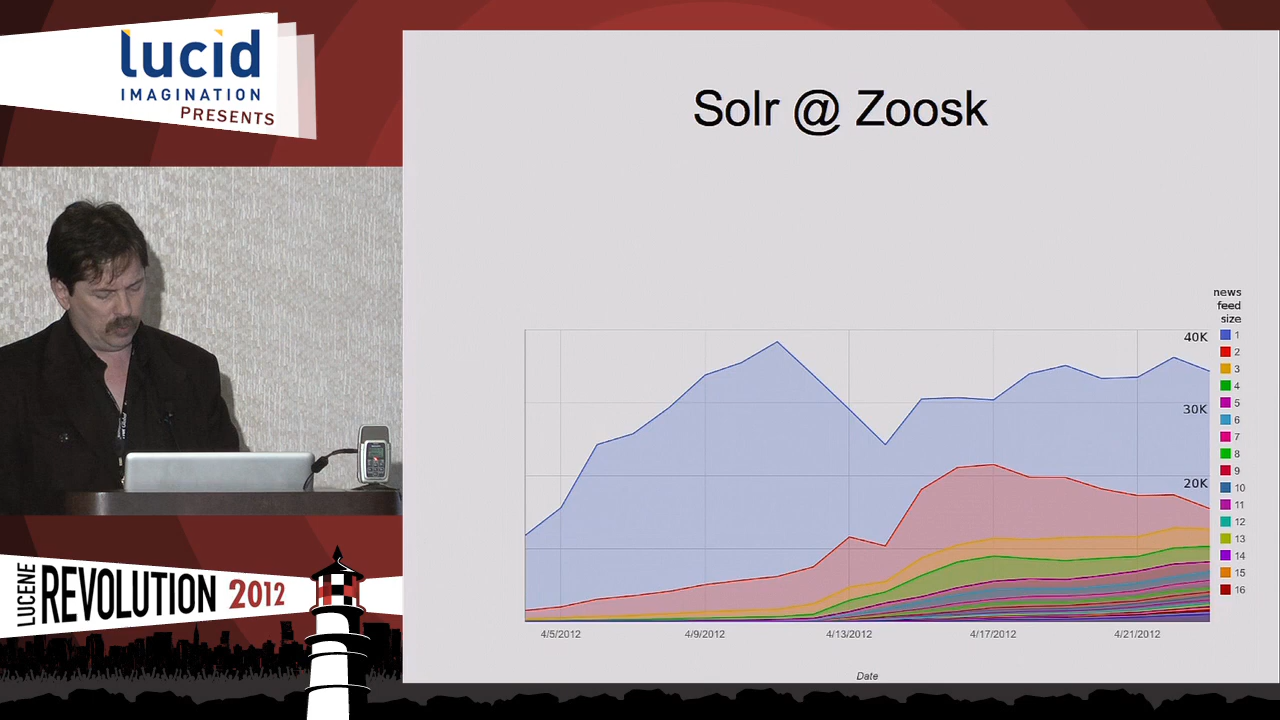 lucid
IMAGINATION
PRESENTS
Solr @ Zoosk
news
feed
size
40K
30K
20K
1
2
3
4
5
6
7
8
9
10
11
12
13
14
15
16
4/5/2012
4/9/2012
4/13/2012
4/17/2012
4/21/2012
Date
LUCENE
REVOLUTION 2012